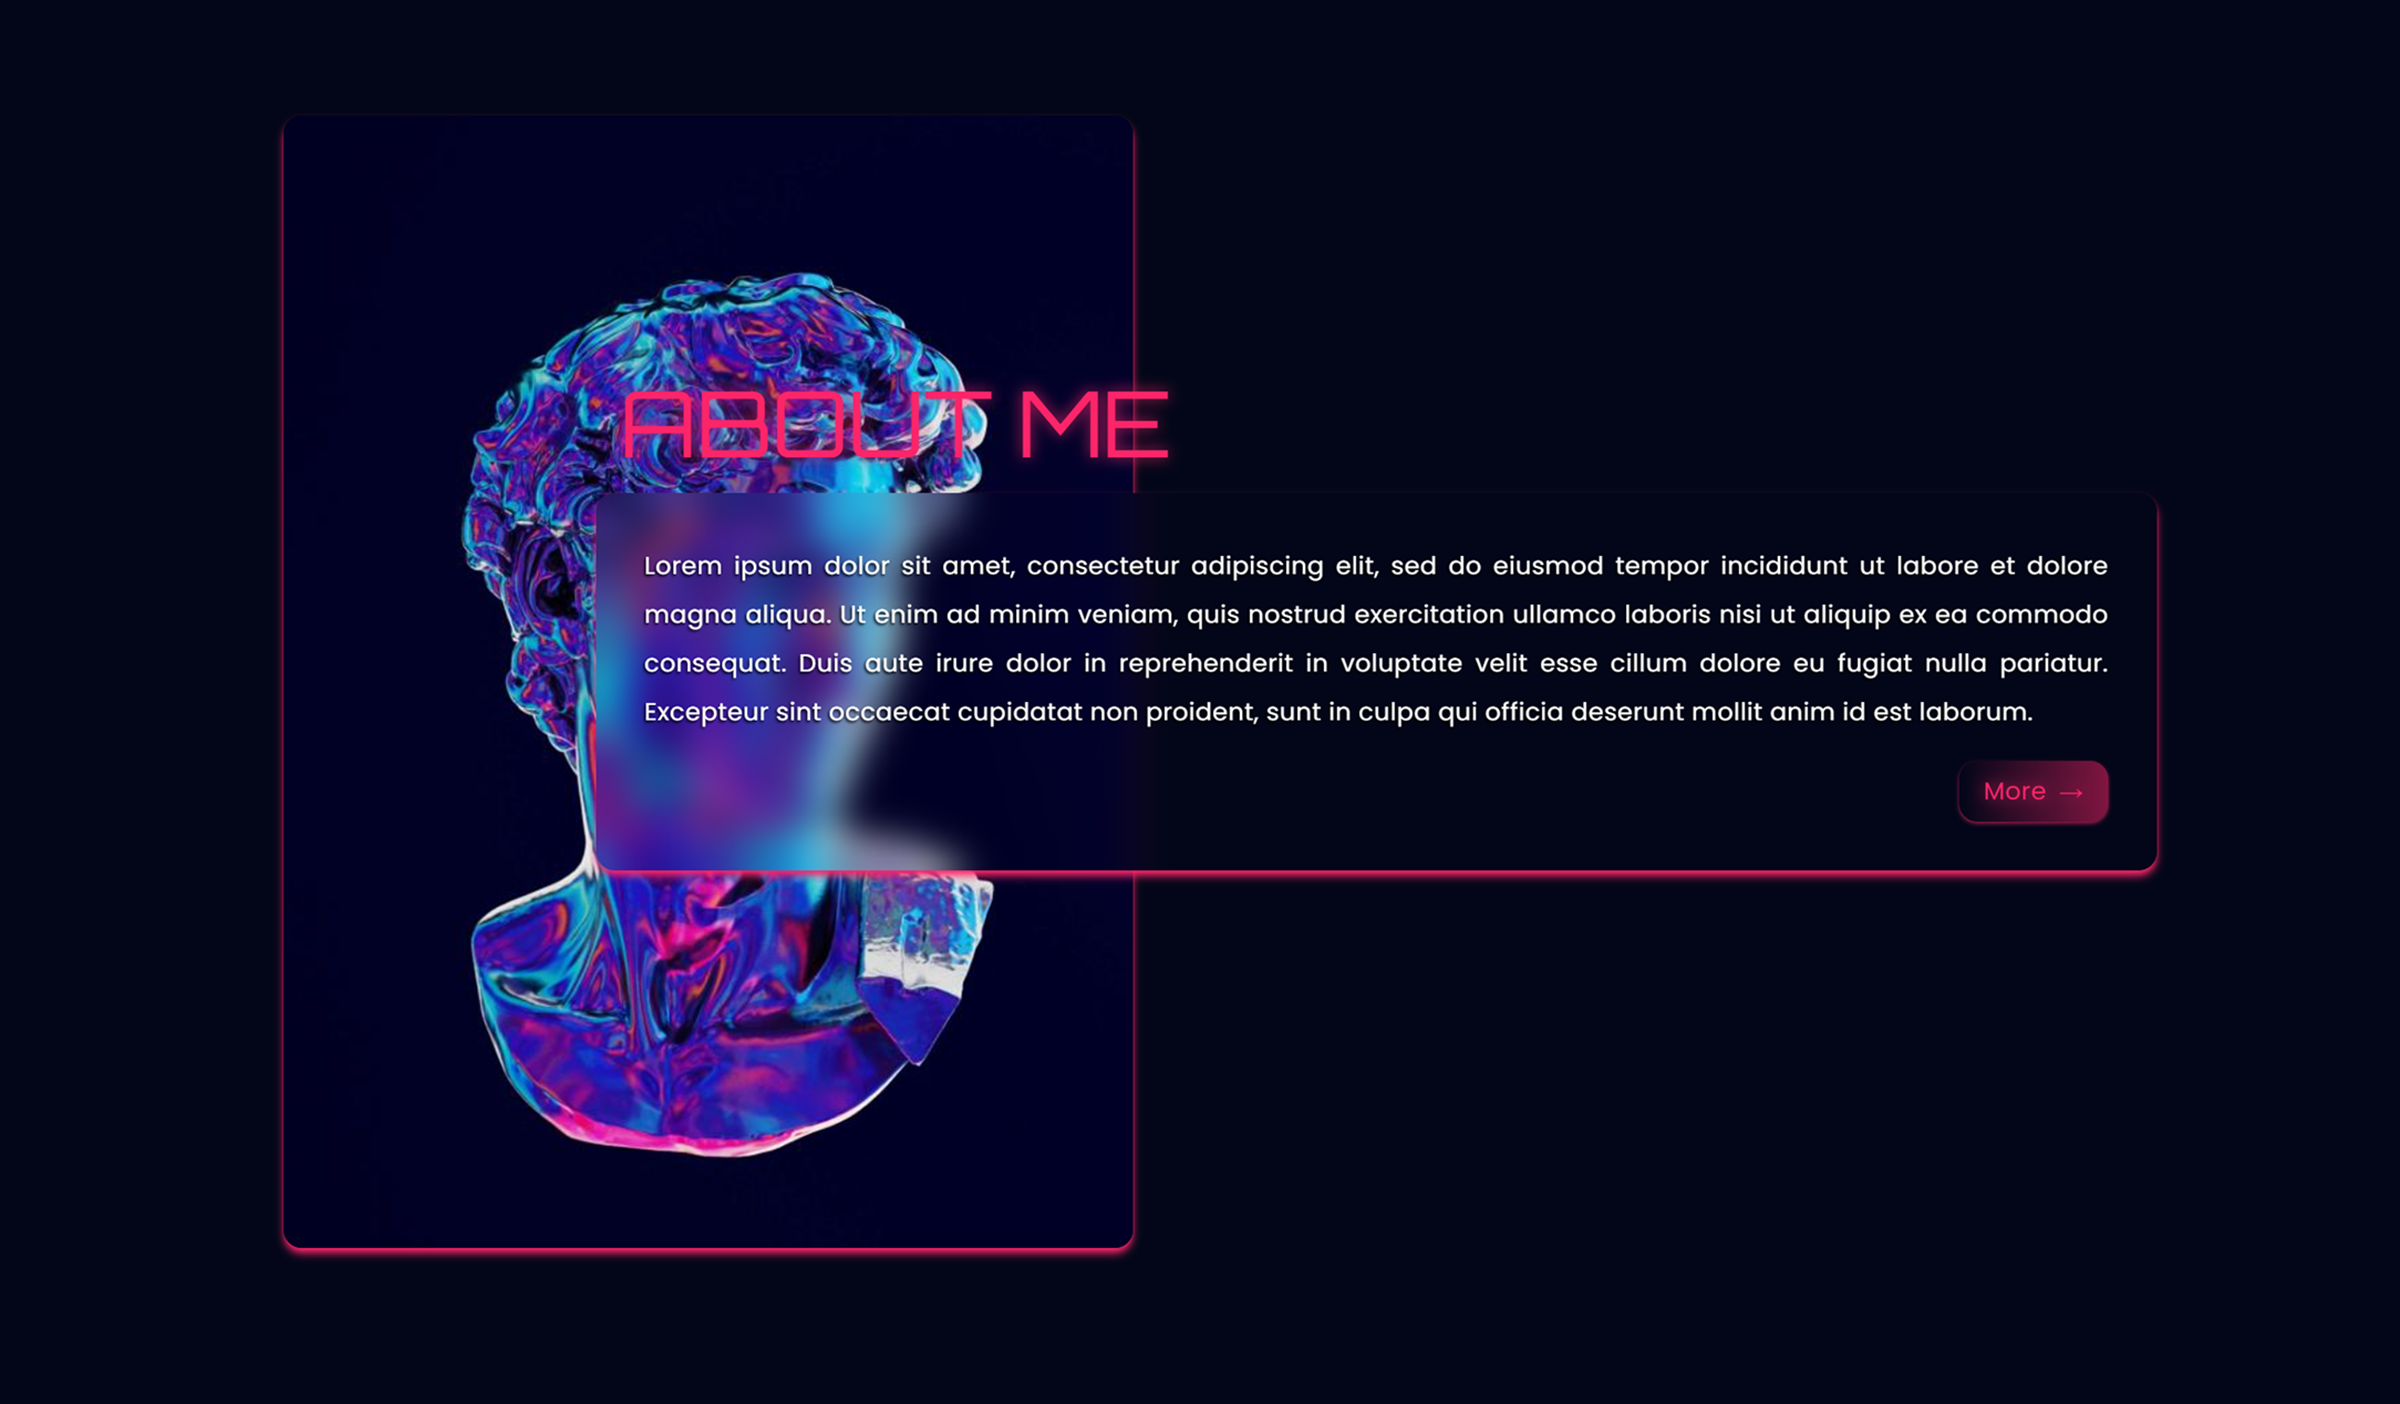 ABOUT ME
Lorem ipsum dolor sit amet, consectetur adipiscing elit, sed do eiusmod tempor incididunt ut labore et dolore
magna aliqua. Ut enim ad minim veniam, quis nostrud exercitation ullamco laboris nisi ut aliquip ex ea commodo
consequat. Duis aute irure dolor in reprehenderit in voluptate velit esse cillum dolore eu fugiat nulla pariatur.
Excepteur sint occaecat cupidatat non proident, sunt in culpa qui officia deserunt mollit anim id est laborum.
More →